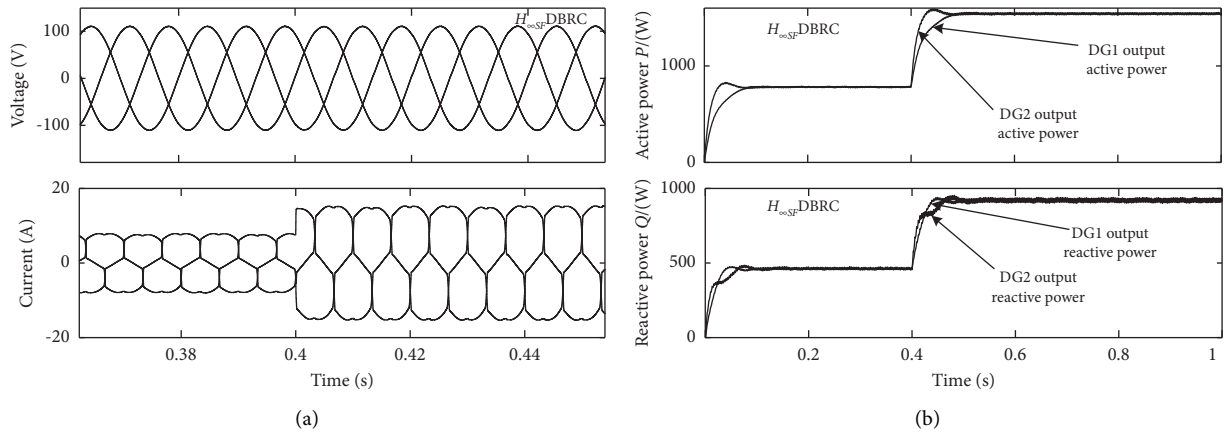 H∞SFDBRC
Voltage (V)
100
0
-100
Current (A)
20
10
0
-20
0.38
0.4
0.42
0.44
Time (s)
(a)
Active power P/(W)
1000
0
H∞SFDBRC
DG1 output
active power
DG2 output
active power
Reactive power Q/(W)
1000
500
0
H∞SFDBRC
DG1 output
reactive power
DG2 output
reactive power
0.2
0.4
0.6
0.8
1
Time (s)
(b)